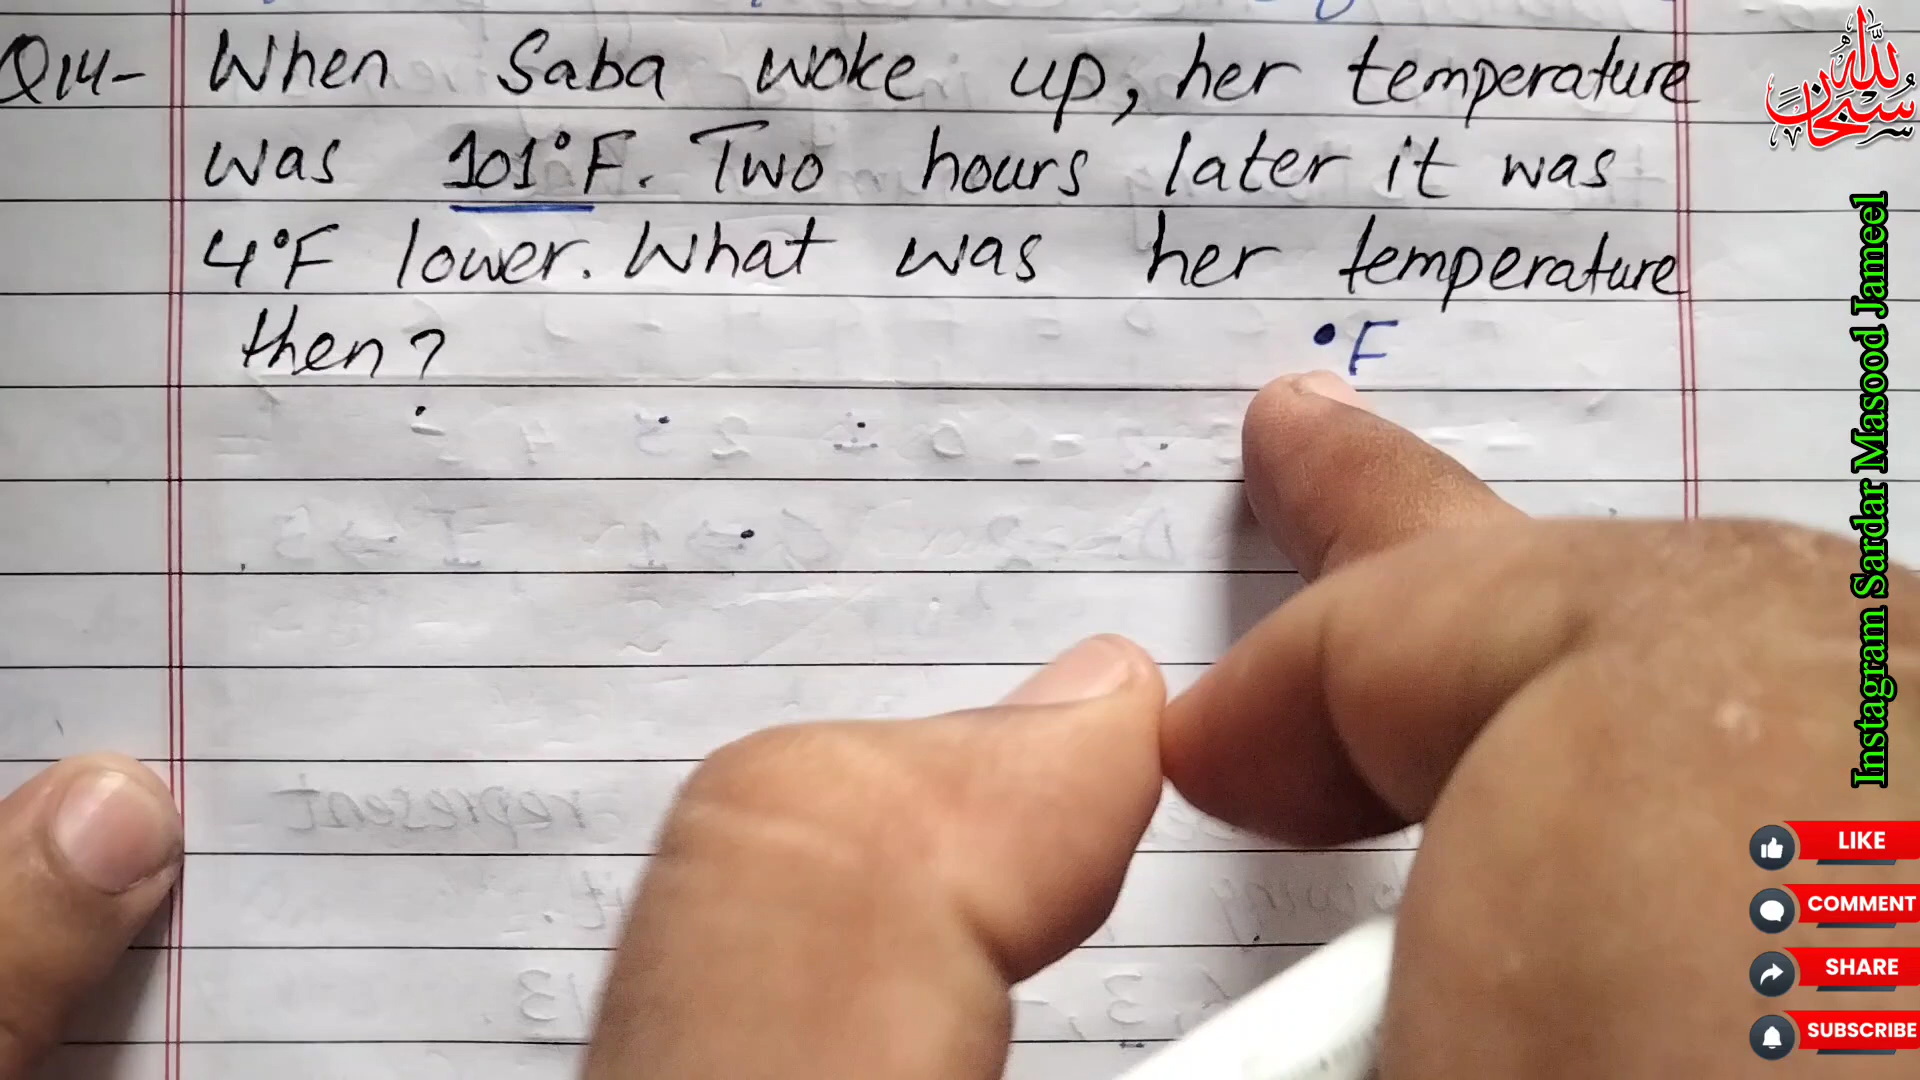 Q14- When Saba woke up, her temperature
was 101°F. Two hours later it was
4°F lower. What was her temperature
then?
°F
سبحان الله
Instagram Sardar Masood Jameel
LIKE
COMMENT
SHARE
SUBSCRIBE